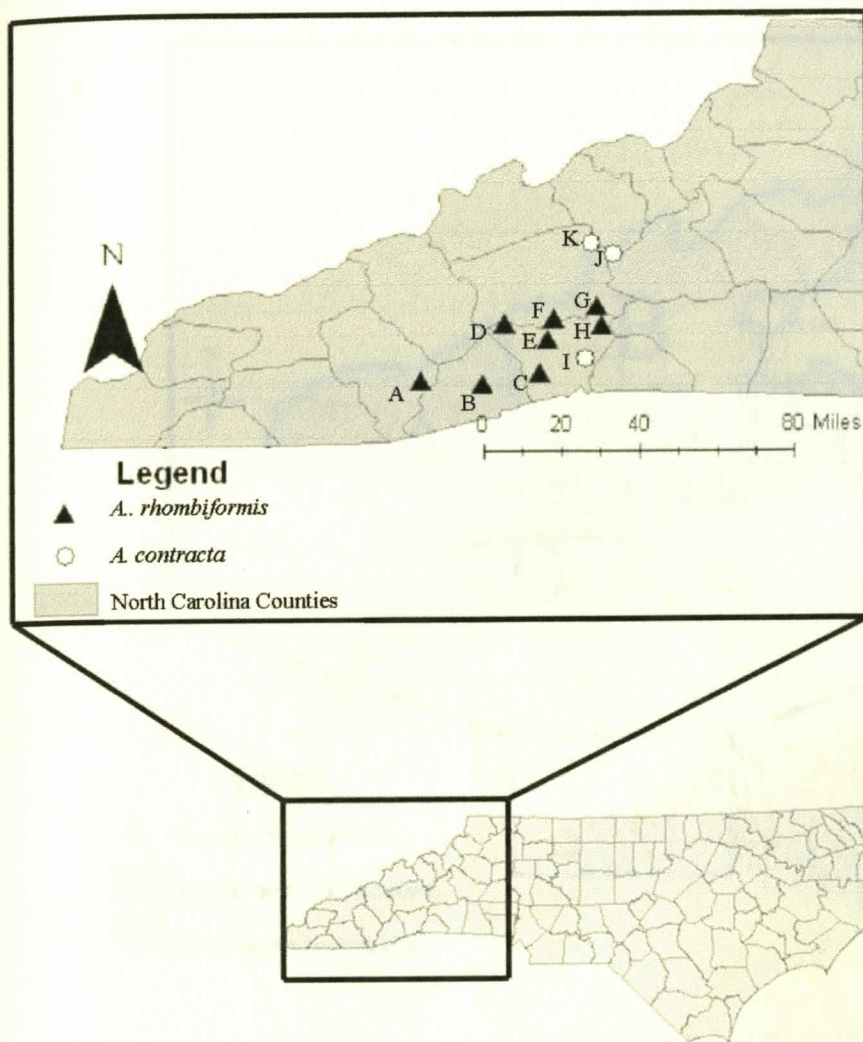 N
K
J
G
F
D
H
E
I
C
A
B
0 20 40 80 Miles
Legend
A.. rhombiformis
A. contracta
North Carolina Counties